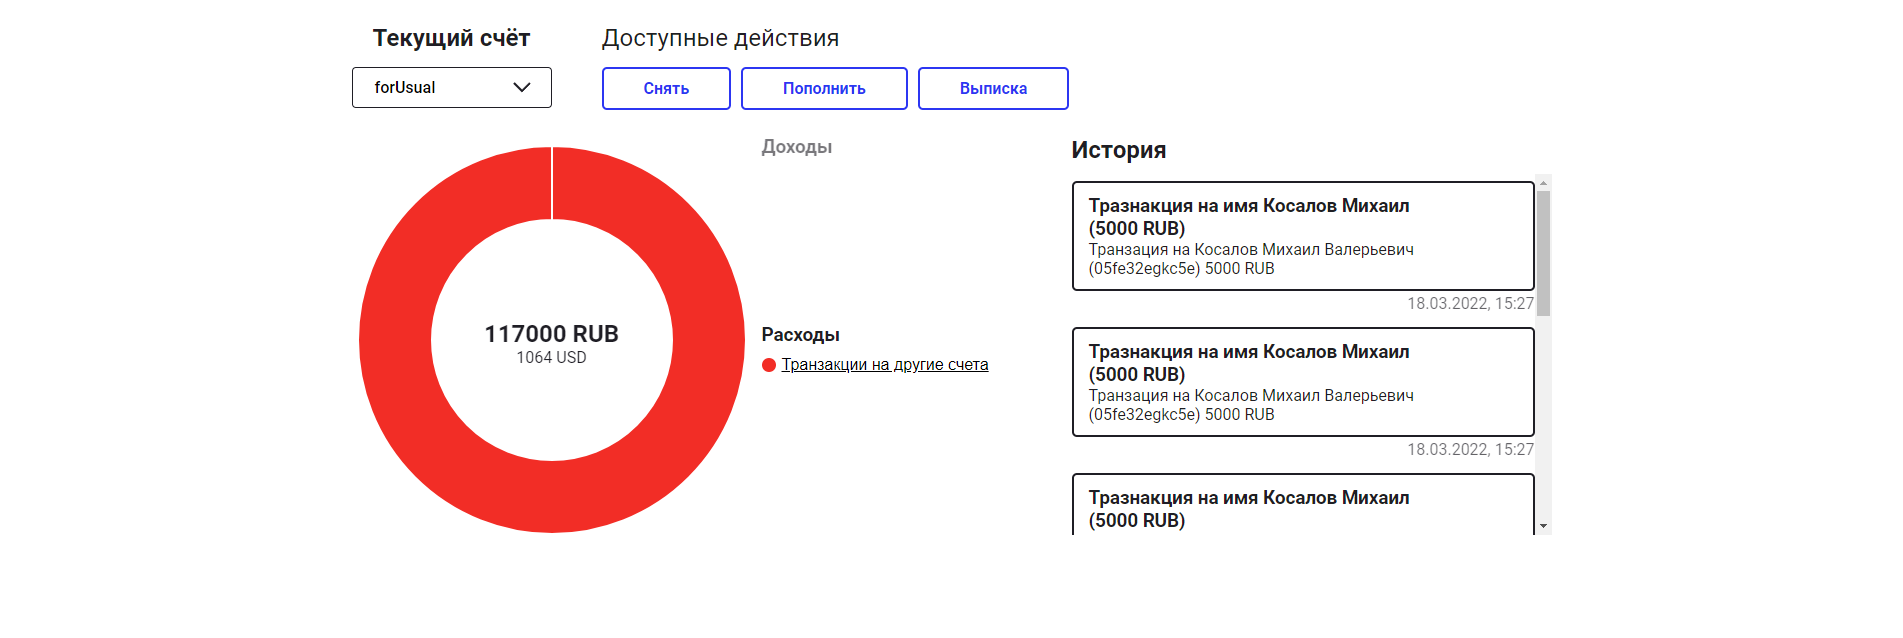 Текущий счёт
forUsual
Доступные действия
Снять
Пополнить
Выписка
117000 RUB
1064 USD
Доходы
Расходы
Транзакции на другие счета
История
Тразнакция на имя Косалов Михаил
(5000 RUB)
Транзация на Косалов Михаил Валерьевич
(05fe32egkc5e) 5000 RUB
18.03.2022, 15:27
Тразнакция на имя Косалов Михаил
(5000 RUB)
Транзация на Косалов Михаил Валерьевич
(05fe32egkc5e) 5000 RUB
18.03.2022, 15:27
Тразнакция на имя Косалов Михаил
(5000 RUB)